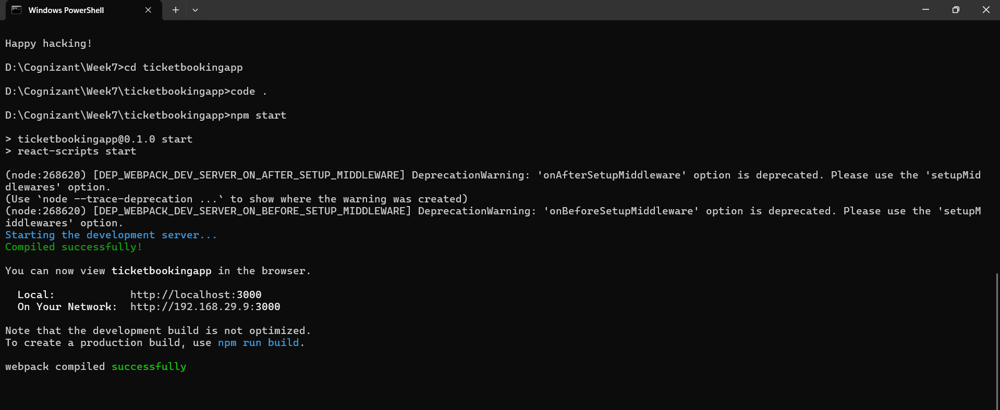 Windows PowerShell
Happy hacking!
D:\Cognizant\Week7>cd ticketbookingapp
D:\Cognizant\Week7\ticketbookingapp>code .
D:\Cognizant\Week7\ticketbookingapp>npm start
> ticketbookingapp@0.1.0 start
> react-scripts start
(node:268620) [DEP_WEBPACK_DEV_SERVER_ON_AFTER_SETUP_MIDDLEWARE] DeprecationWarning: 'onAfterSetupMiddleware' option is deprecated. Please use the 'setupMid
dlewares' option.
(Use `node --trace-deprecation ...` to show where the warning was created)
(node:268620) [DEP_WEBPACK_DEV_SERVER_ON_BEFORE_SETUP_MIDDLEWARE] DeprecationWarning: 'onBeforeSetupMiddleware' option is deprecated. Please use the 'setupM
iddlewares' option.
Starting the development server...
Compiled successfully!
You can now view ticketbookingapp in the browser.
Local: http://localhost:3000
On Your Network: http://192.168.29.9:3000
Note that the development build is not optimized.
To create a production build, use npm run build.
webpack compiled successfully